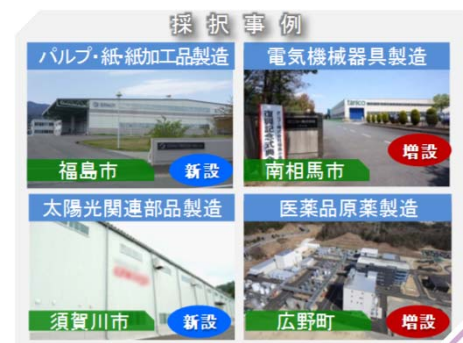 採択事例
パルプ・紙・紙加工品製造
福島市
新設
電気機械器具製造
南相馬市
増設
太陽光関連部品製造
須賀川市
新設
医薬品原薬製造
広野町
増設